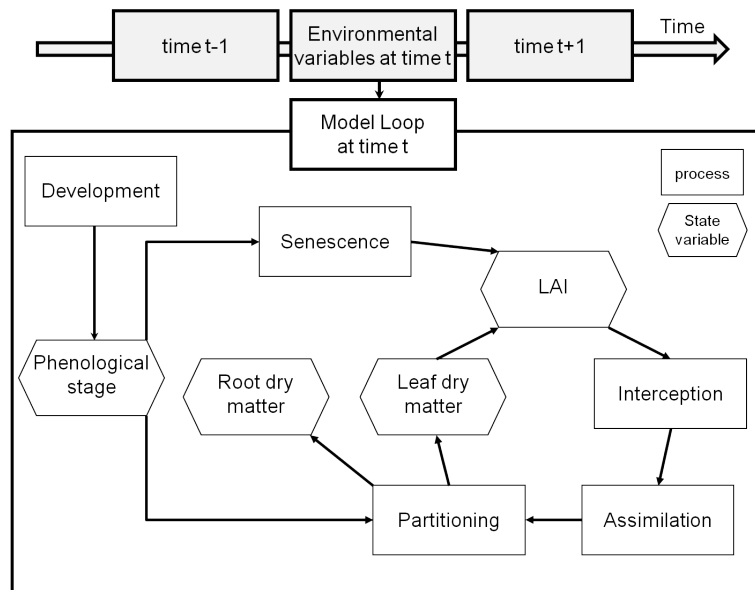 time t-1
Environmental
variables at time t
time t+1
Time
Model Loop
at time t
Development
process
State
variable
Senescence
LAI
Phenological
stage
Root dry
matter
Leaf dry
matter
Interception
Partitioning
Assimilation